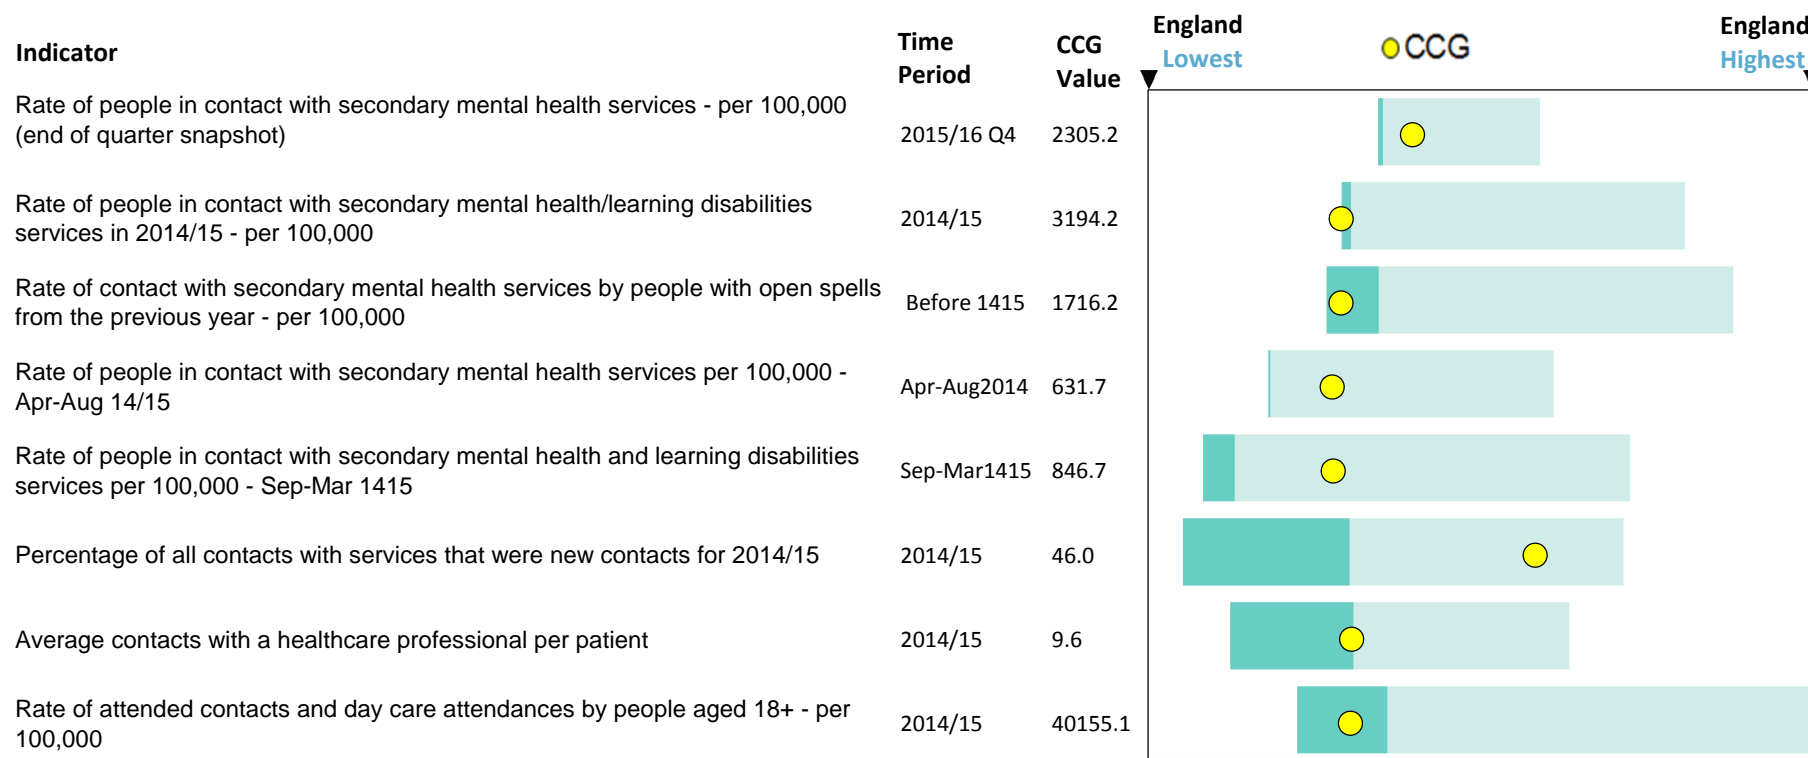 Indicator
Time
Period
CCG
Value
England
Lowest
CCG
England
Highest
Rate of people in contact with secondary mental health services - per 100,000
(end of quarter snapshot)
2015/16 Q4
2305.2
Rate of people in contact with secondary mental health/learning disabilities
services in 2014/15 - per 100,000
2014/15
3194.2
Rate of contact with secondary mental health services by people with open spells
from the previous year - per 100,000
Before 1415
1716.2
Rate of people in contact with secondary mental health services per 100,000 -
Apr-Aug 14/15
Apr-Aug2014
631.7
Rate of people in contact with secondary mental health and learning disabilities
services per 100,000 - Sep-Mar 1415
Sep-Mar1415
846.7
Percentage of all contacts with services that were new contacts for 2014/15
2014/15
46.0
Average contacts with a healthcare professional per patient
2014/15
9.6
Rate of attended contacts and day care attendances by people aged 18+ - per
100,000
2014/15
40155.1